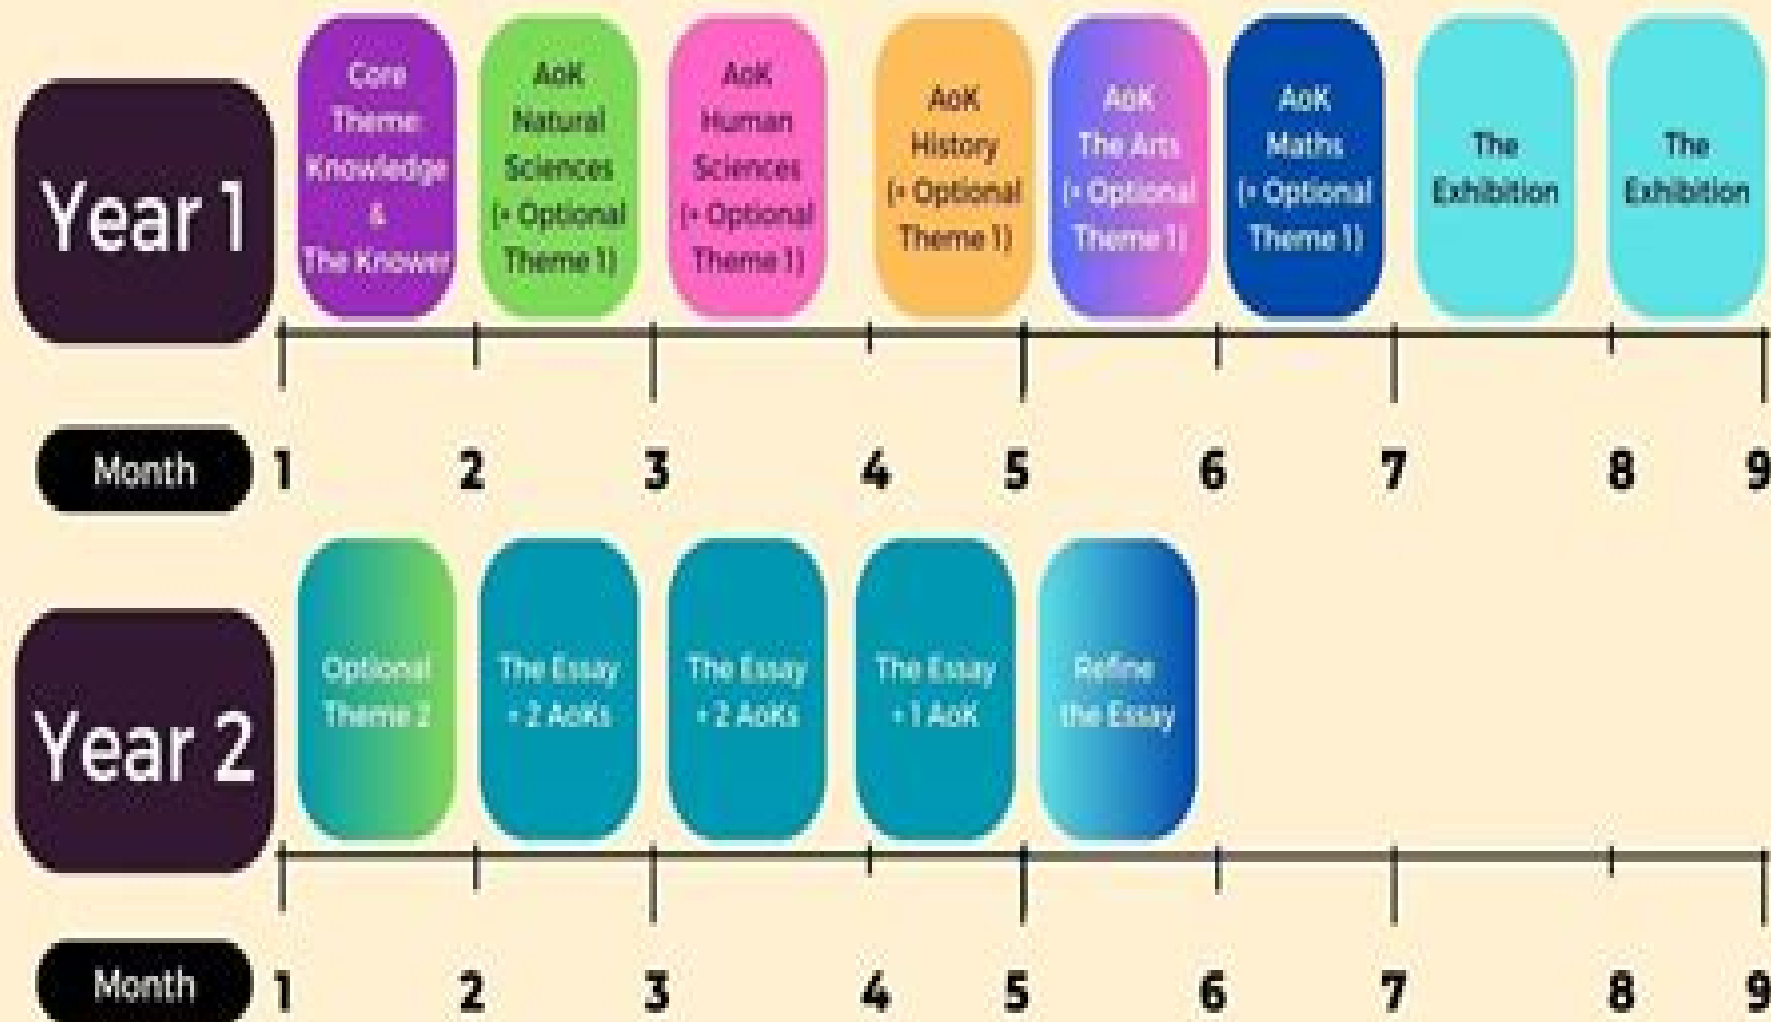 Year 1
Core
Theme:
Knowledge
&
The Knower
AoK
Natural
Sciences
(+ Optional
Theme 1)
AoK
Human
Sciences
(+ Optional
Theme 1)
AoK
History
(+ Optional
Theme 1)
AoK
The Arts
(+ Optional
Theme 1)
AoK
Maths
(+ Optional
Theme 1)
The
Exhibition
The
Exhibition
Month 1 2 3 4 5 6 7 8 9
Year 2
Optional
Theme 2
The Essay
+ 2 AoKs
The Essay
+ 2 AoKs
The Essay
+ 1 AoK
Refine
the Essay
Month 1 2 3 4 5 6 7 8 9